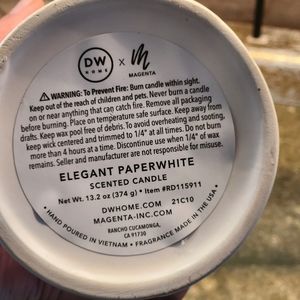 DW
HOME
x
m
MAGENTA
⚠ WARNING: To Prevent Fire: Burn candle within sight.
Keep out of the reach of children and pets. Never burn a candle
on or near anything that can catch fire. Remove all packaging
before burning. Place on temperature safe surface. Keep away from
drafts. Keep wax pool free of debris. To avoid overheating and sooting,
keep wick centered and trimmed to 1/4" at all times. Do not burn
more than 4 hours at a time. Discontinue use when 1/4" of wax
remains. Seller and manufacturer are not responsible for misuse.
ELEGANT PAPERWHITE
SCENTED CANDLE
Net Wt. 13.2 oz (374 g) • Item #RD115911
DWHOME.COM 21C10
MAGENTA-INC.COM
RANCHO CUCAMONGA,
CA 91730
• HAND POURED IN VIETNAM • FRAGRANCE MADE IN THE USA •